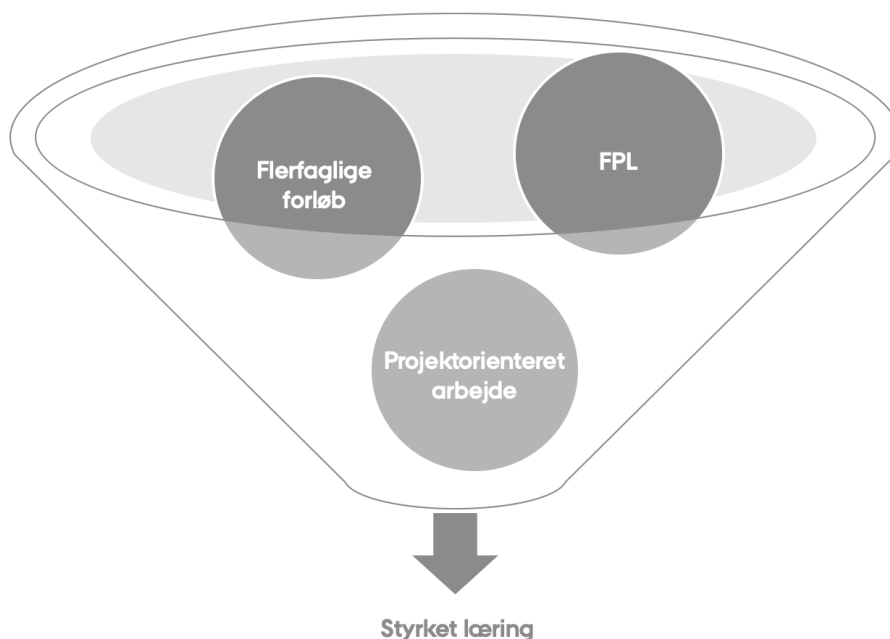 Flerfaglige
forløb
FPL
Projektorienteret
arbejde
Styrket læring